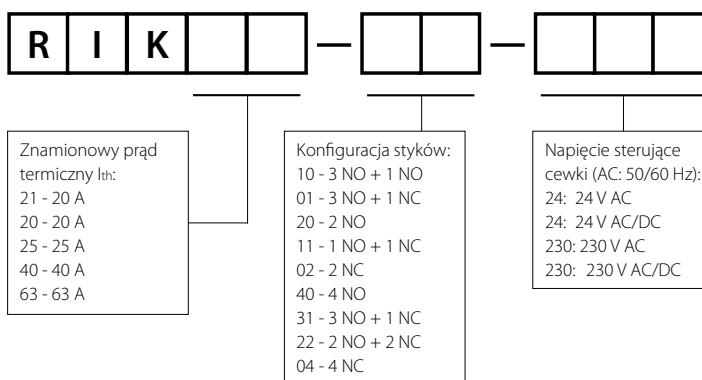 R I K — —
Znamionowy prąd
termiczny Ith:
21 - 20 A
20 - 20 A
25 - 25 A
40 - 40 A
63 - 63 A
Konfiguracja styków:
10 - 3 NO + 1 NO
01 - 3 NO + 1 NC
20 - 2 NO
11 - 1 NO + 1 NC
02 - 2 NC
40 - 4 NO
31 - 3 NO + 1 NC
22 - 2 NO + 2 NC
04 - 4 NC
Napięcie sterujące
cewki (AC: 50/60 Hz):
24: 24 V AC
24: 24 V AC/DC
230: 230 V AC
230: 230 V AC/DC